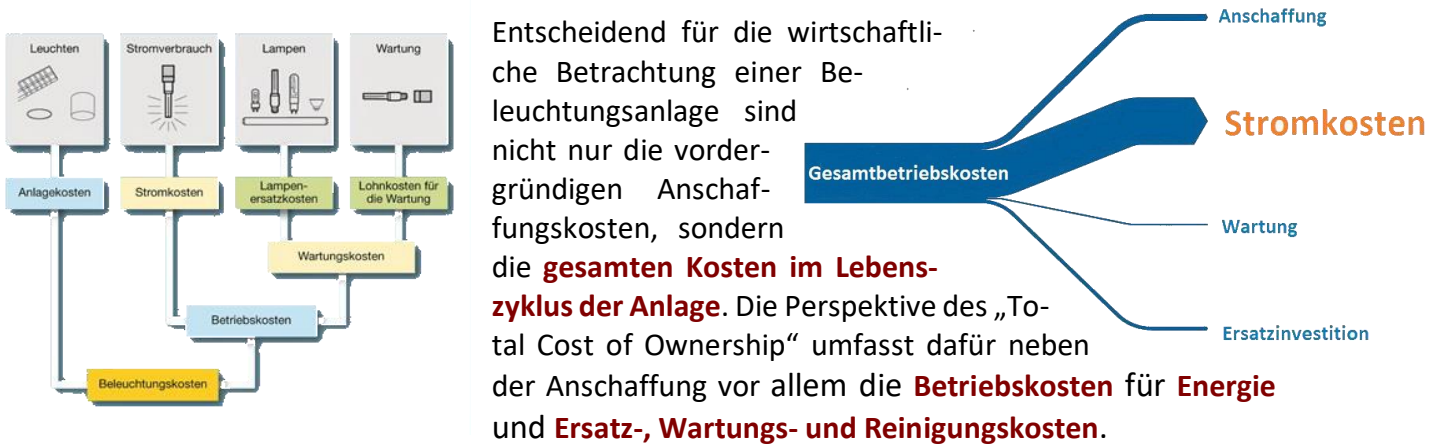 Leuchten
Stromverbrauch
Lampen
Wartung
Anlagekosten
Stromkosten
Lampen-
ersatzkosten
Lohnkosten für
die Wartung
Wartungskosten
Betriebskosten
Beleuchtungskosten
Entscheidend für die wirtschaftli-
che Betrachtung einer Be-
leuchtungsanlage sind
nicht nur die vorder-
gründigen Anschaf-
fungskosten, sondern
die gesamten Kosten im Lebens-
zyklus der Anlage. Die Perspektive des „To-
tal Cost of Ownership“ umfasst dafür neben
der Anschaffung vor allem die Betriebskosten für Energie
und Ersatz-, Wartungs- und Reinigungskosten.
Gesamtbetriebskosten
Anschaffung
Stromkosten
Wartung
Ersatzinvestition